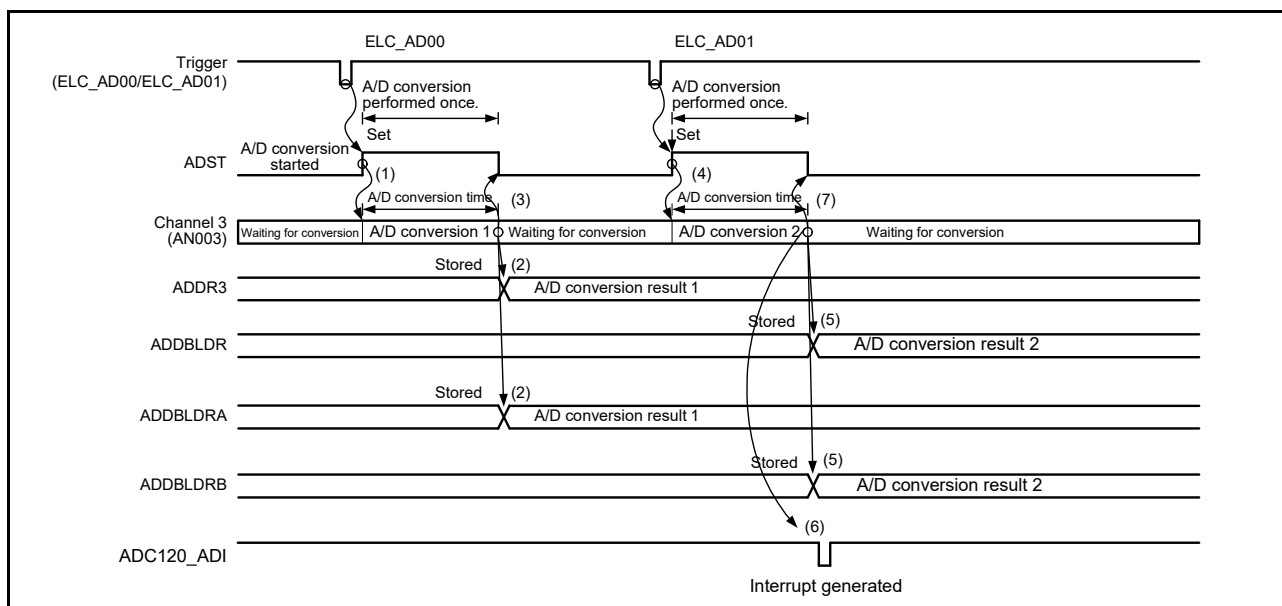 ELC_AD00
ELC_AD01
Trigger
(ELC_AD00/ELC_AD01)
A/D conversion
performed once.
A/D conversion
performed once.
Set
Set
ADST
A/D conversion
started
(1)
(4)
A/D conversion time
(3)
A/D conversion time
(7)
Channel 3
(AN003)
Waiting for conversion
A/D conversion 1
Waiting for conversion
A/D conversion 2
Waiting for conversion
Stored
(2)
ADDR3
A/D conversion result 1
Stored
(5)
ADDBLDR
A/D conversion result 2
Stored
(2)
ADDBLDRA
A/D conversion result 1
Stored
(5)
ADDBLDRB
A/D conversion result 2
(6)
ADC120_ADI
Interrupt generated